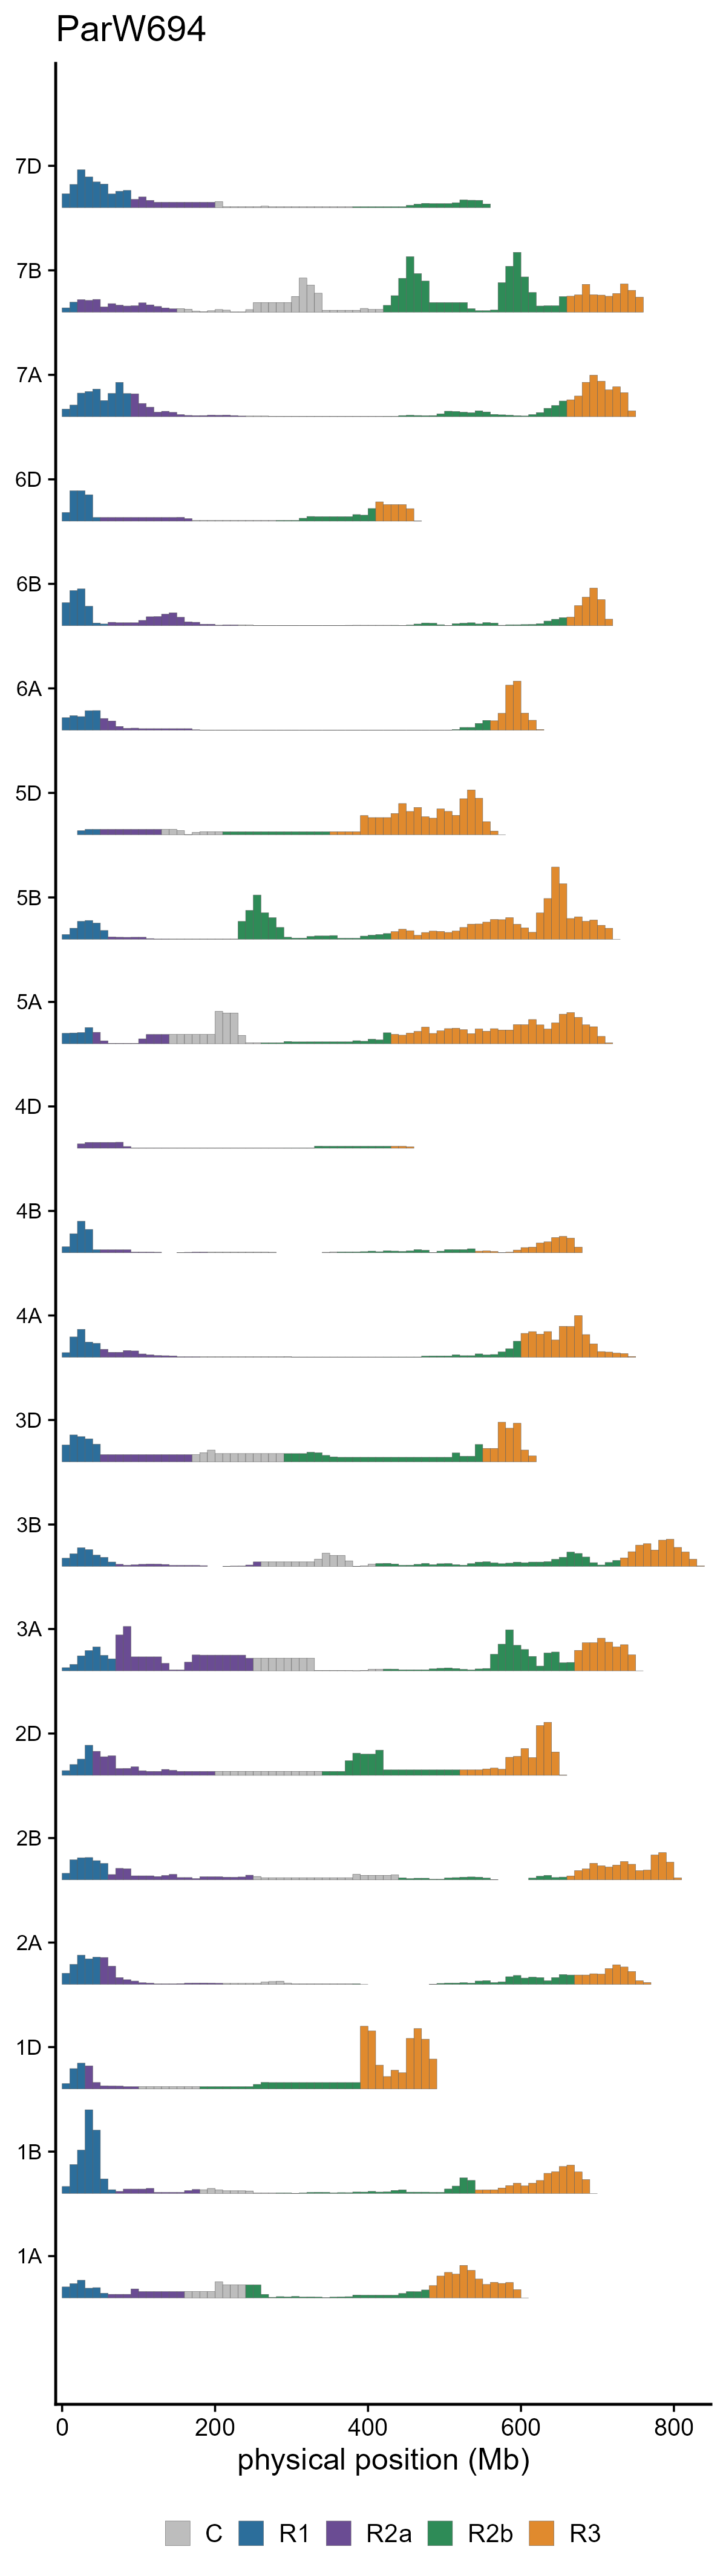 ParW694
7D
7B
7A
6D
6B
6A
5D
5B
5A
4D
4B
4A
3D
3B
3A
2D
2B
2A
1D
1B
1A
0 200 400 600 800
physical position (Mb)
C R1 R2a R2b R3